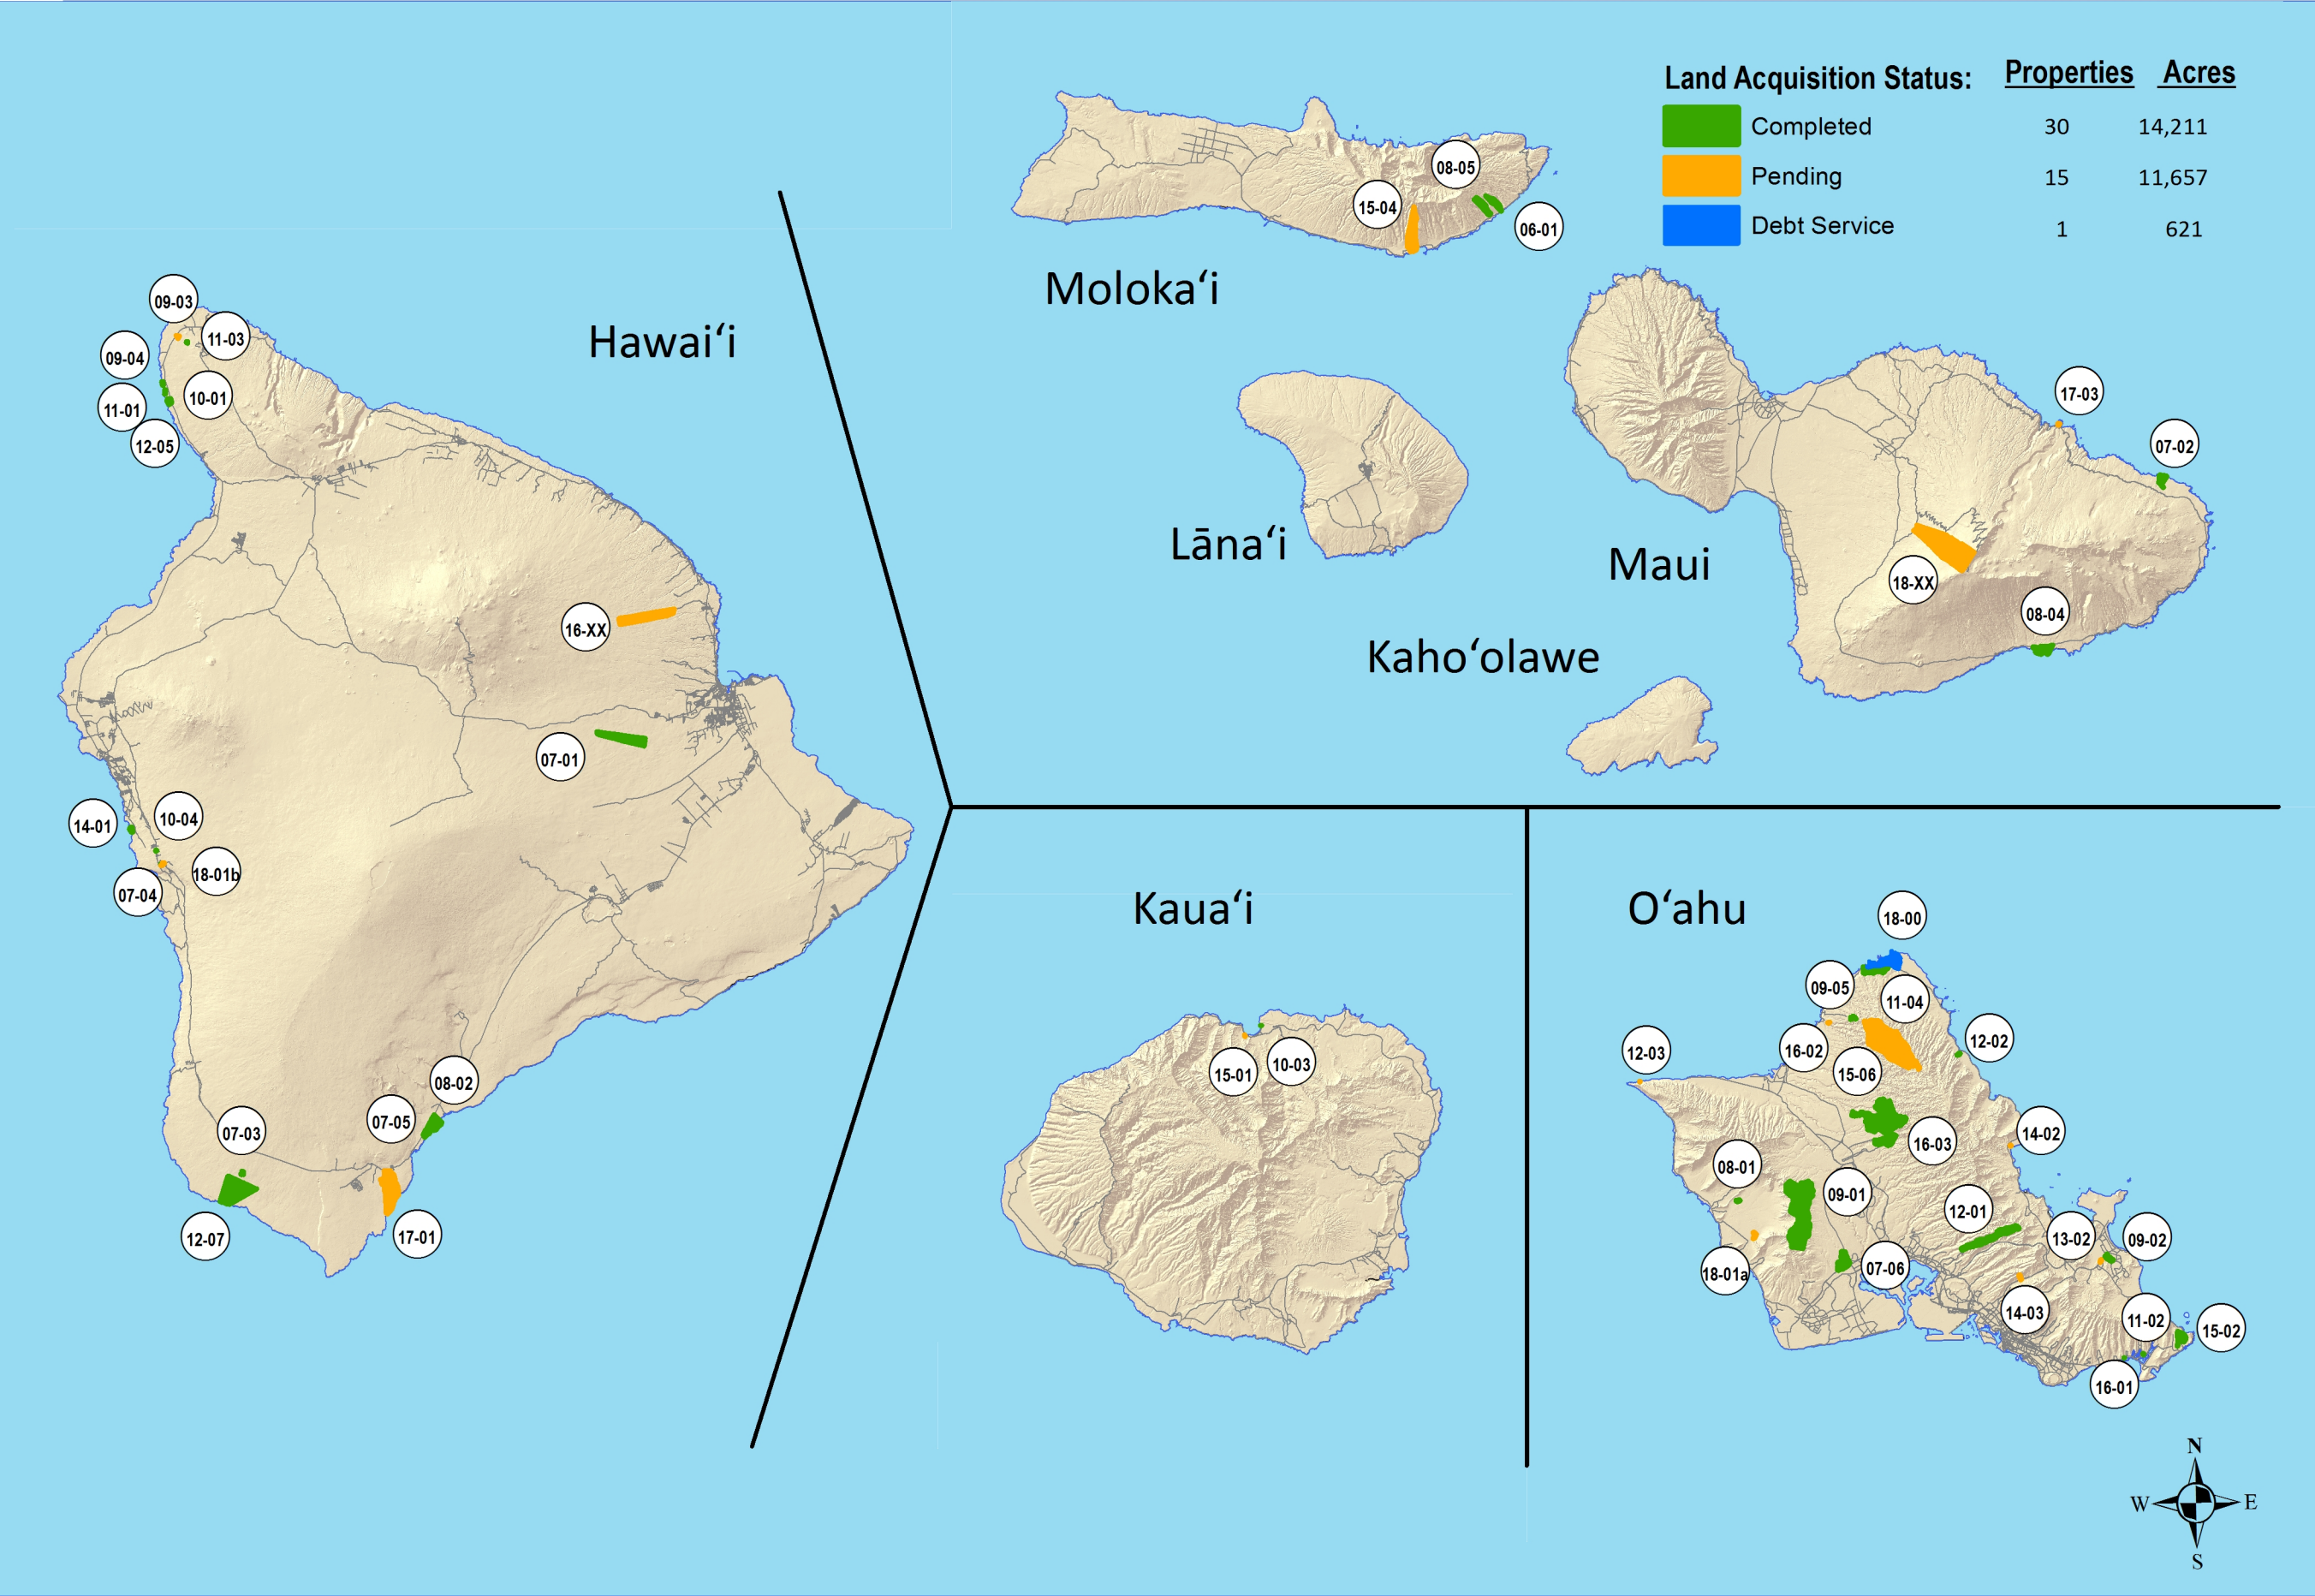 Land Acquisition Status: Properties Acres
Completed 30 14,211
Pending 15 11,657
Debt Service 1 621
Hawaiʻi
09-03
11-03
09-04
10-01
11-01
12-05
16-XX
07-01
14-01
10-04
18-01b
07-04
08-02
07-05
07-03
12-07
17-01
Molokaʻi
08-05
15-04
06-01
Lānaʻi
Maui
17-03
07-02
18-XX
08-04
Kahoʻolawe
Kauaʻi
15-01
10-03
Oʻahu
18-00
09-05
11-04
12-03
16-02
12-02
15-06
14-02
16-03
08-01
09-01
12-01
13-02
09-02
18-01a
07-06
14-03
11-02
15-02
16-01
N
W E
S